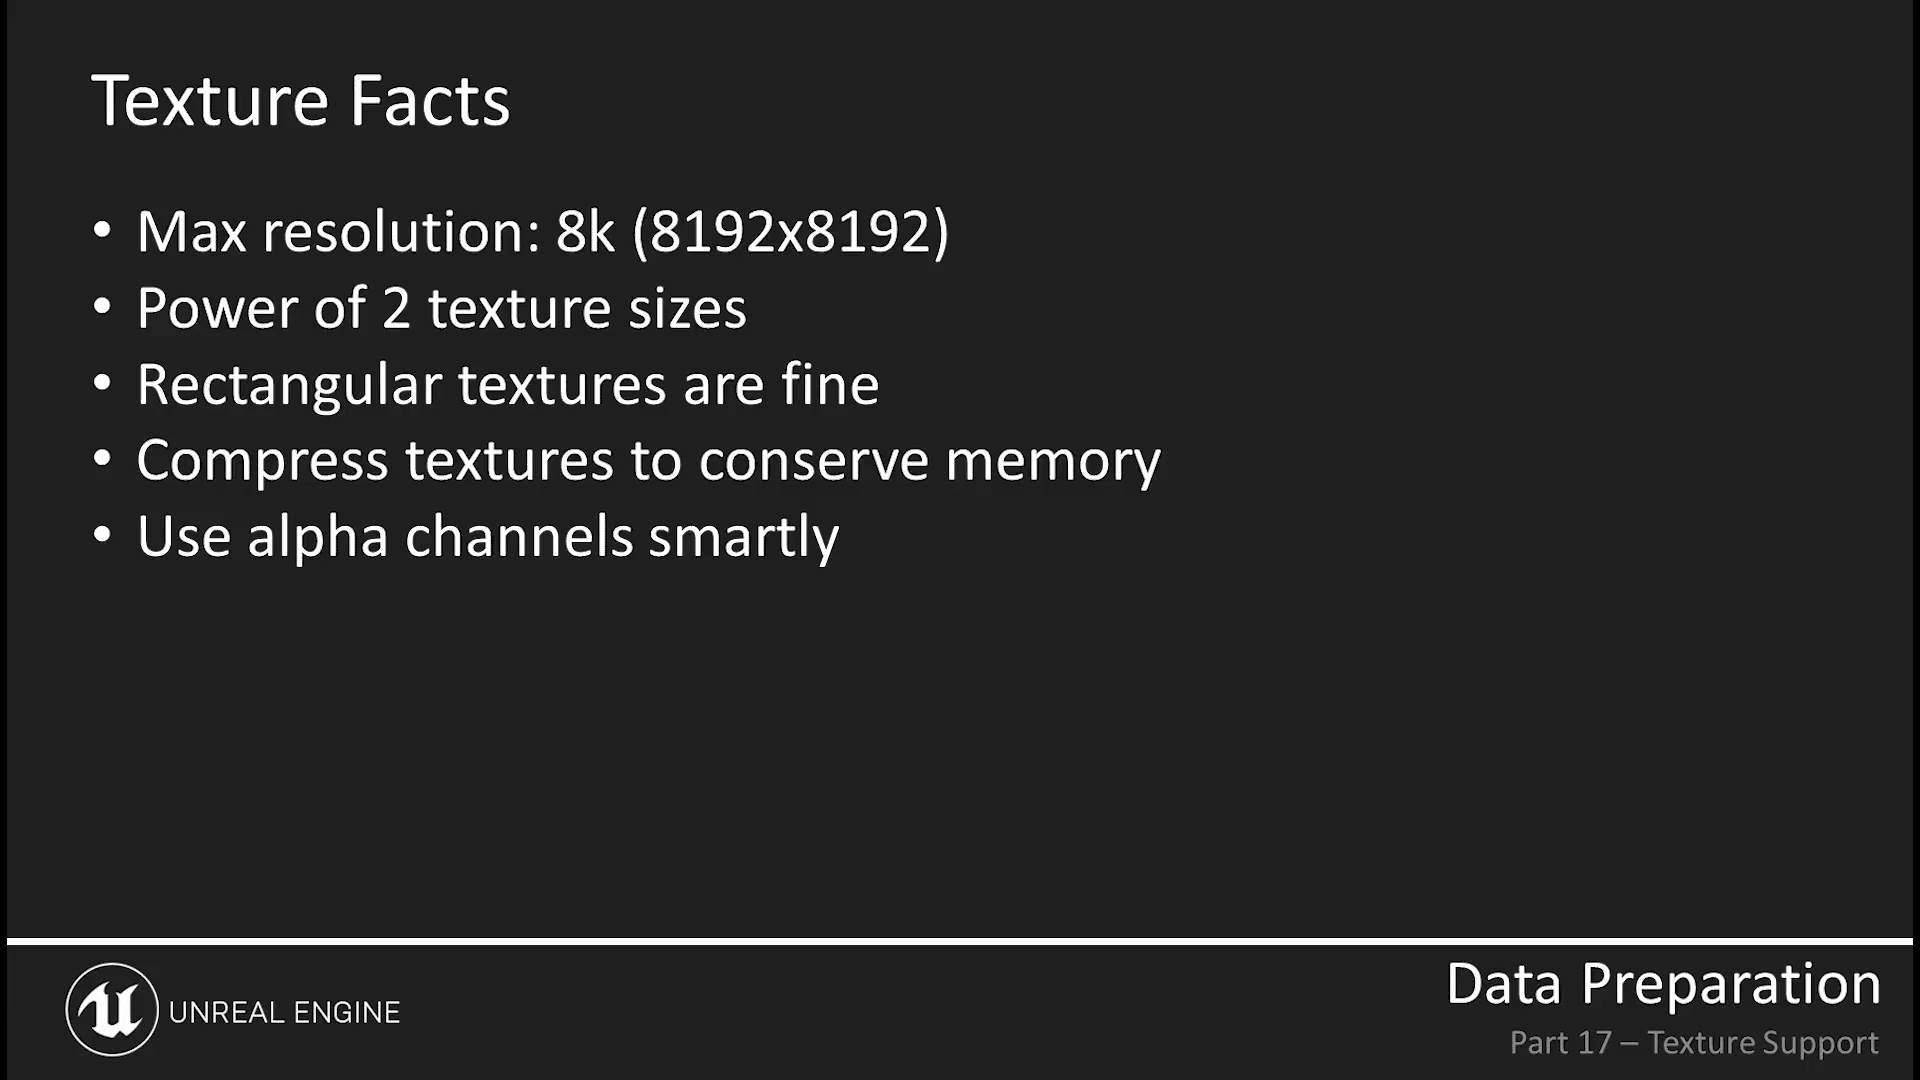 Texture Facts
• Max resolution: 8k (8192x8192)
• Power of 2 texture sizes
• Rectangular textures are fine
• Compress textures to conserve memory
• Use alpha channels smartly
UNREAL ENGINE
Data Preparation
Part 17 – Texture Support